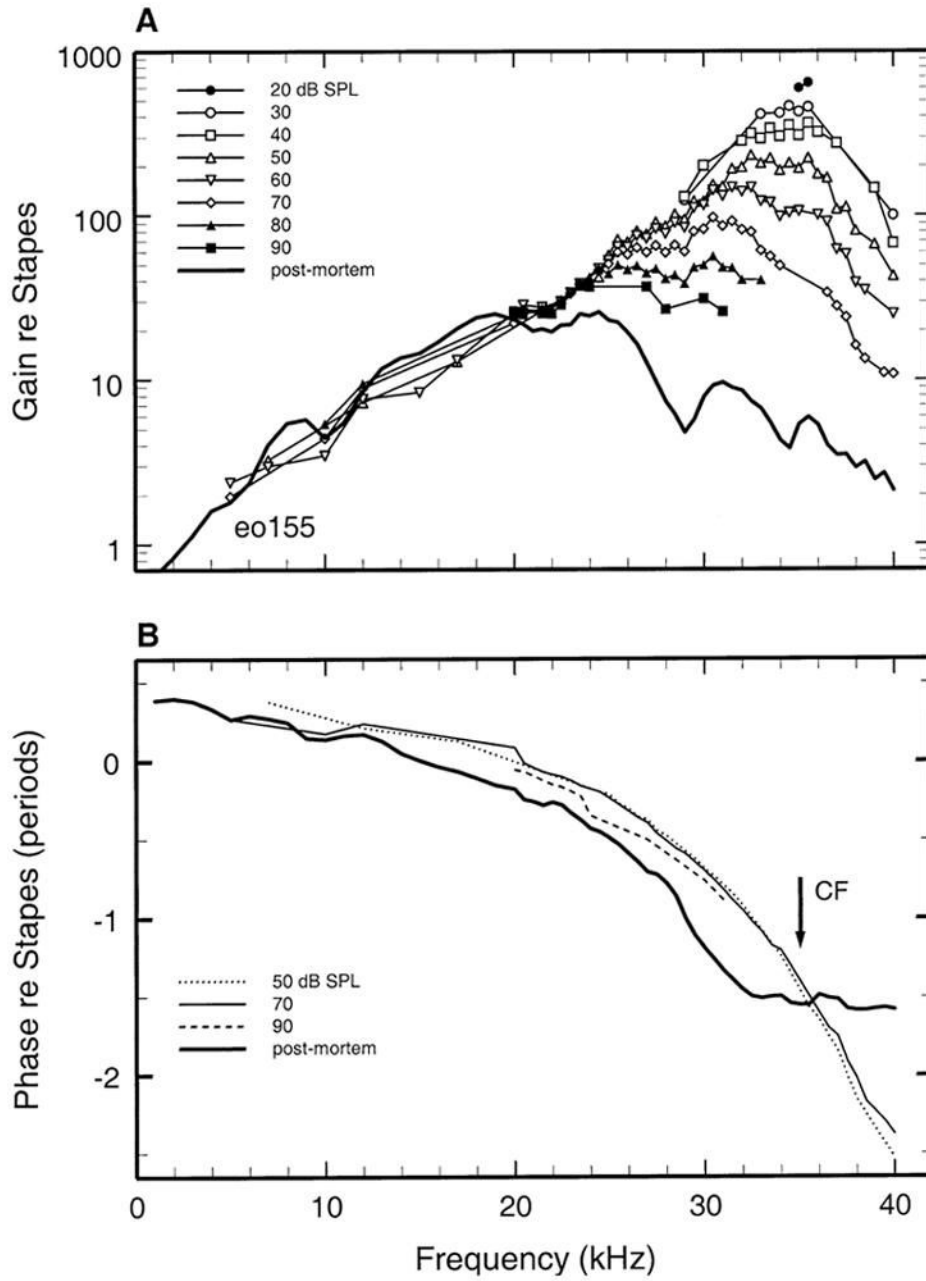 A
1000
100
10
1
Gain re Stapes
20 dB SPL
30
40
50
60
70
80
90
post-mortem
eo155
B
0
-1
-2
Phase re Stapes (periods)
CF
50 dB SPL
70
90
post-mortem
0
10
20
30
40
Frequency (kHz)